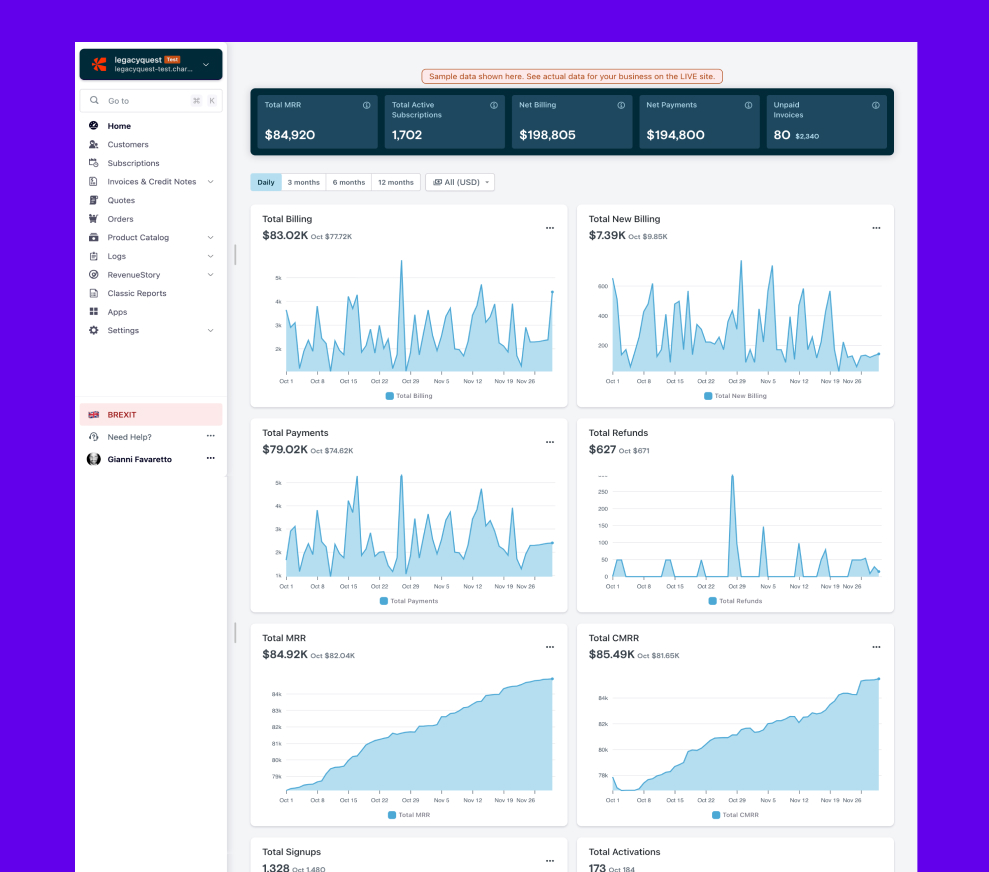 legacyquest Test
legacyquest-test.char...
Go to ⌘ K
Home
Customers
Subscriptions
Invoices & Credit Notes
Quotes
Orders
Product Catalog
Logs
RevenueStory
Classic Reports
Apps
Settings
BREXIT
Need Help?
Gianni Favaretto
Sample data shown here. See actual data for your business on the LIVE site.
Total MRR
$84,920
Total Active
Subscriptions
1,702
Net Billing
$198,805
Net Payments
$194,800
Unpaid
Invoices
80 $2,340
Daily 3 months 6 months 12 months All (USD)
Total Billing
$83.02K Oct $77.72K
5k
4k
3k
2k
Oct 1 Oct 8 Oct 15 Oct 22 Oct 29 Nov 5 Nov 12 Nov 19 Nov 26
Total Billing
Total New Billing
$7.39K Oct $9.85K
600
400
200
Oct 1 Oct 8 Oct 15 Oct 22 Oct 29 Nov 5 Nov 12 Nov 19 Nov 26
Total New Billing
Total Payments
$79.02K Oct $74.62K
5k
4k
3k
2k
1k
Oct 1 Oct 8 Oct 15 Oct 22 Oct 29 Nov 5 Nov 12 Nov 19 Nov 26
Total Payments
Total Refunds
$627 Oct $671
250
200
150
100
50
0
Oct 1 Oct 8 Oct 15 Oct 22 Oct 29 Nov 5 Nov 12 Nov 19 Nov 26
Total Refunds
Total MRR
$84.92K Oct $82.04K
84k
83k
82k
81k
80k
79k
Oct 1 Oct 8 Oct 15 Oct 22 Oct 29 Nov 5 Nov 12 Nov 19 Nov 26
Total MRR
Total CMRR
$85.49K Oct $81.65K
84k
82k
80k
78k
Oct 1 Oct 8 Oct 15 Oct 22 Oct 29 Nov 5 Nov 12 Nov 19 Nov 26
Total CMRR
Total Signups
1,328 Oct 1,480
Total Activations
173 Oct 184